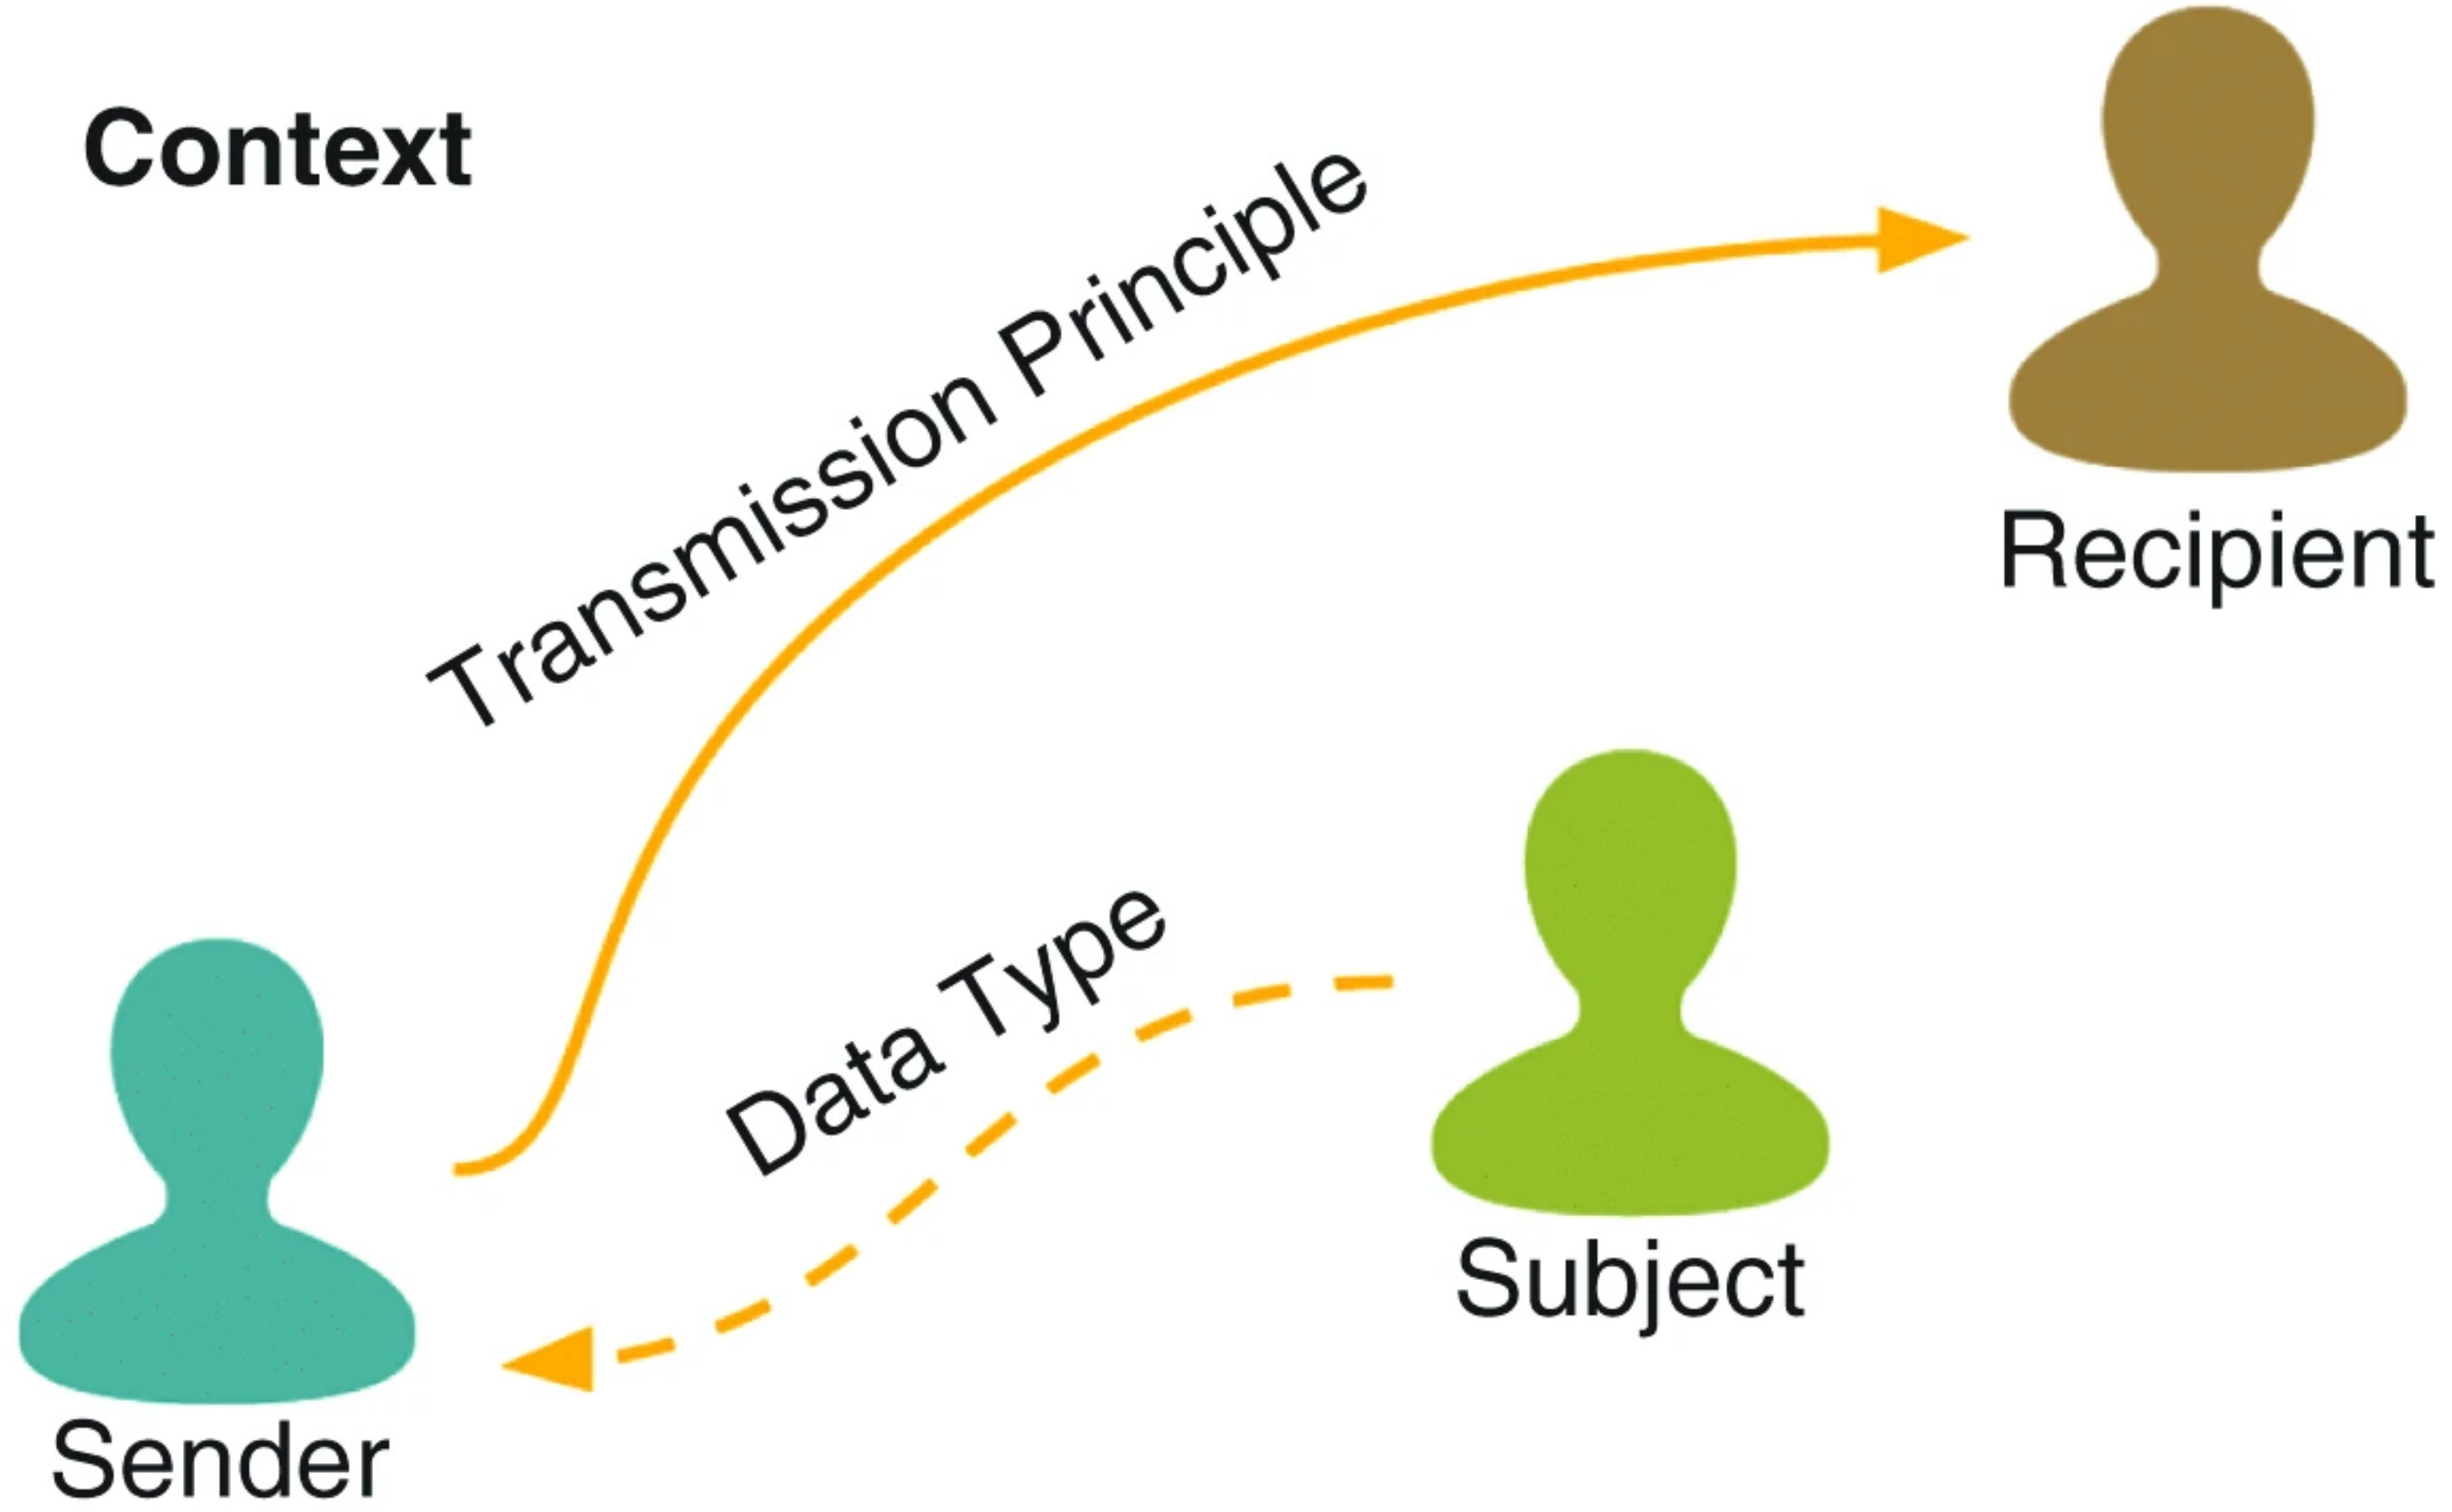 Context
Transmission Principle
Recipient
Data Type
Subject
Sender